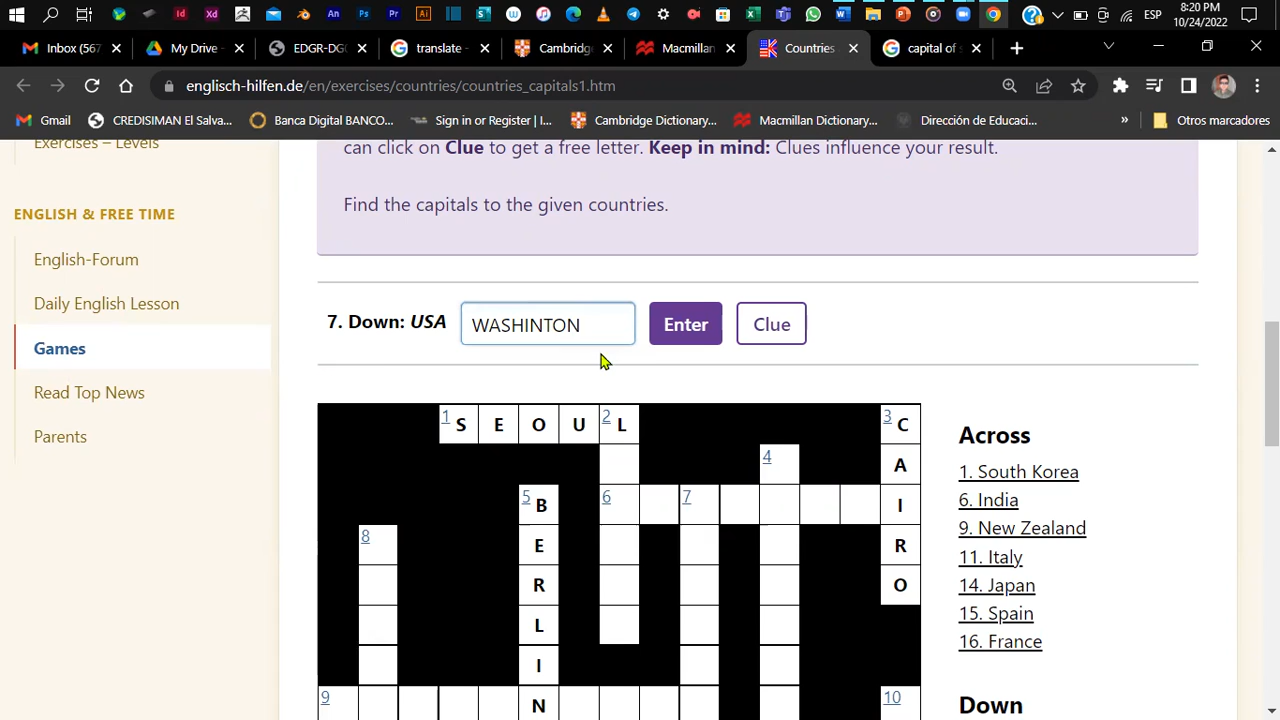 Id
Xd
An
Ps
Pr
Ai
ESP
8:20 PM
10/24/2022
Inbox (567
My Drive -
EDGR-DG
translate -
Cambridg
Macmillan
Countries
capital of
englisch-hilfen.de/en/exercises/countries/countries_capitals1.htm
Gmail
CREDISIMAN El Salva...
Banca Digital BANCO...
Sign in or Register | I...
Cambridge Dictionary...
Macmillan Dictionary...
Dirección de Educaci...
»
Otros marcadores
Exercises – Levels
can click on Clue to get a free letter. Keep in mind: Clues influence your result.
Find the capitals to the given countries.
ENGLISH & FREE TIME
English-Forum
Daily English Lesson
Games
Read Top News
Parents
7. Down: USA WASHINTON Enter Clue
1 S E O U 2 L 3 C
4 A
5 B 6 7 I
8 E R
R O
L
I
9 N 10
Across
1. South Korea
6. India
9. New Zealand
11. Italy
14. Japan
15. Spain
16. France
Down